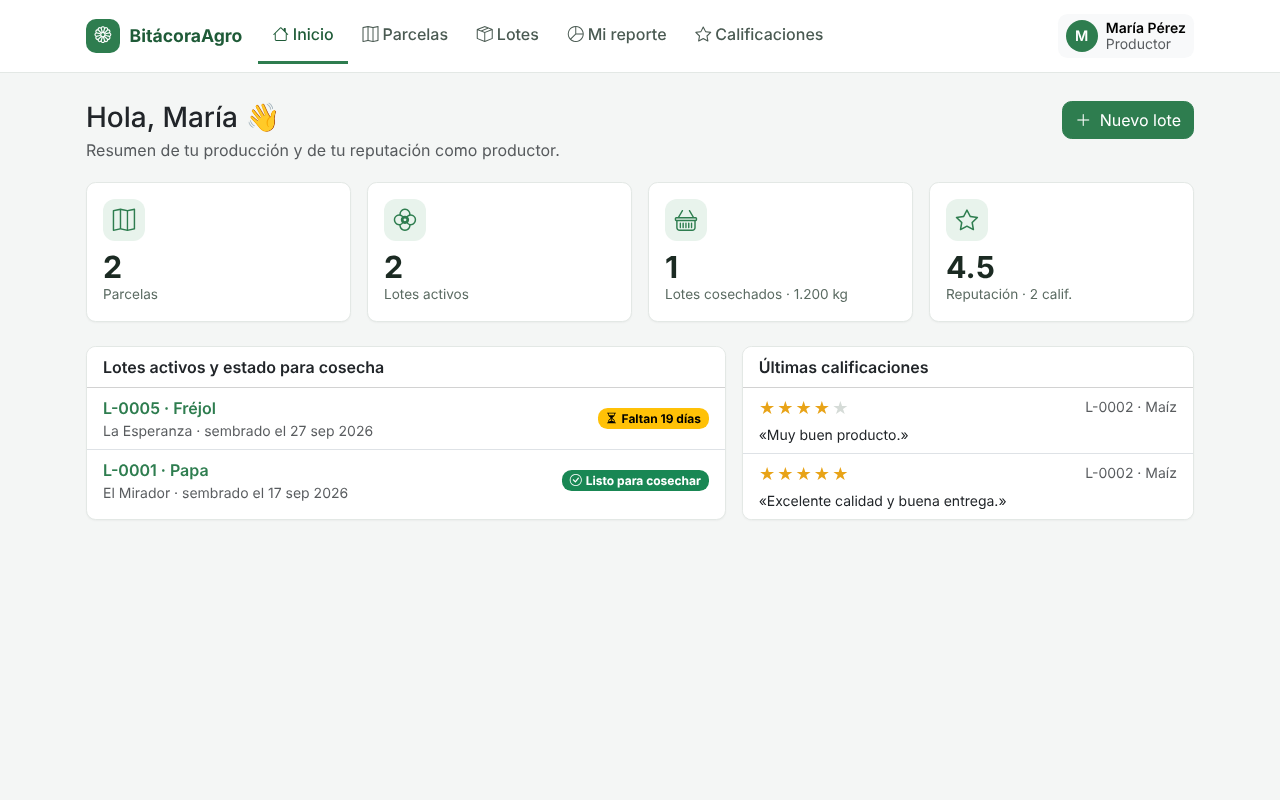 BitácoraAgro
Inicio
Parcelas
Lotes
Mi reporte
Calificaciones
M
María Pérez
Productor
Hola, María 👋
Resumen de tu producción y de tu reputación como productor.
+ Nuevo lote
2
Parcelas
2
Lotes activos
1
Lotes cosechados · 1.200 kg
4.5
Reputación · 2 calif.
Lotes activos y estado para cosecha
L-0005 · Fréjol
La Esperanza · sembrado el 27 sep 2026
Faltan 19 días
L-0001 · Papa
El Mirador · sembrado el 17 sep 2026
Listo para cosechar
Últimas calificaciones
★★★★★ L-0002 · Maíz
«Muy buen producto.»
★★★★★ L-0002 · Maíz
«Excelente calidad y buena entrega.»